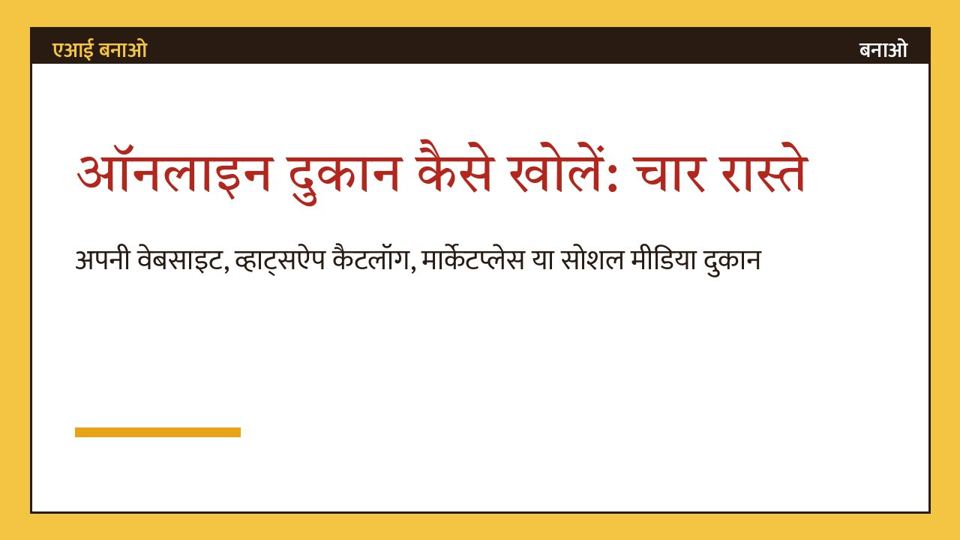 एआई बनाओ
बनाओ
ऑनलाइन दुकान कैसे खोलें: चार रास्ते
अपनी वेबसाइट, व्हाट्सऐप कैटलॉग, मार्केटप्लेस या सोशल मीडिया दुकान